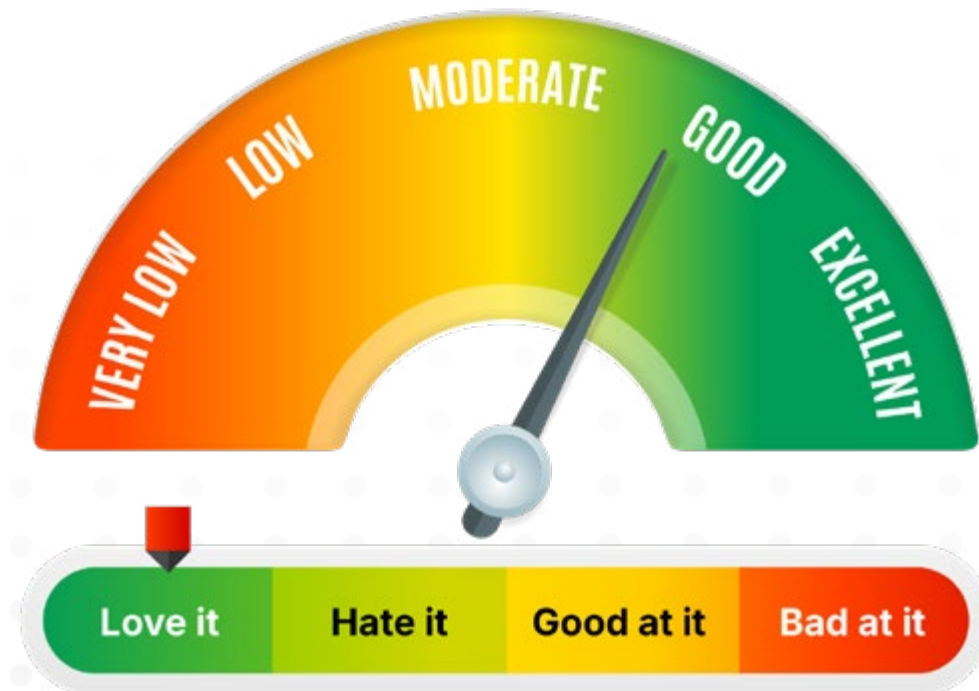 VERY LOW
LOW
MODERATE
GOOD
EXCELLENT
Love it
Hate it
Good at it
Bad at it